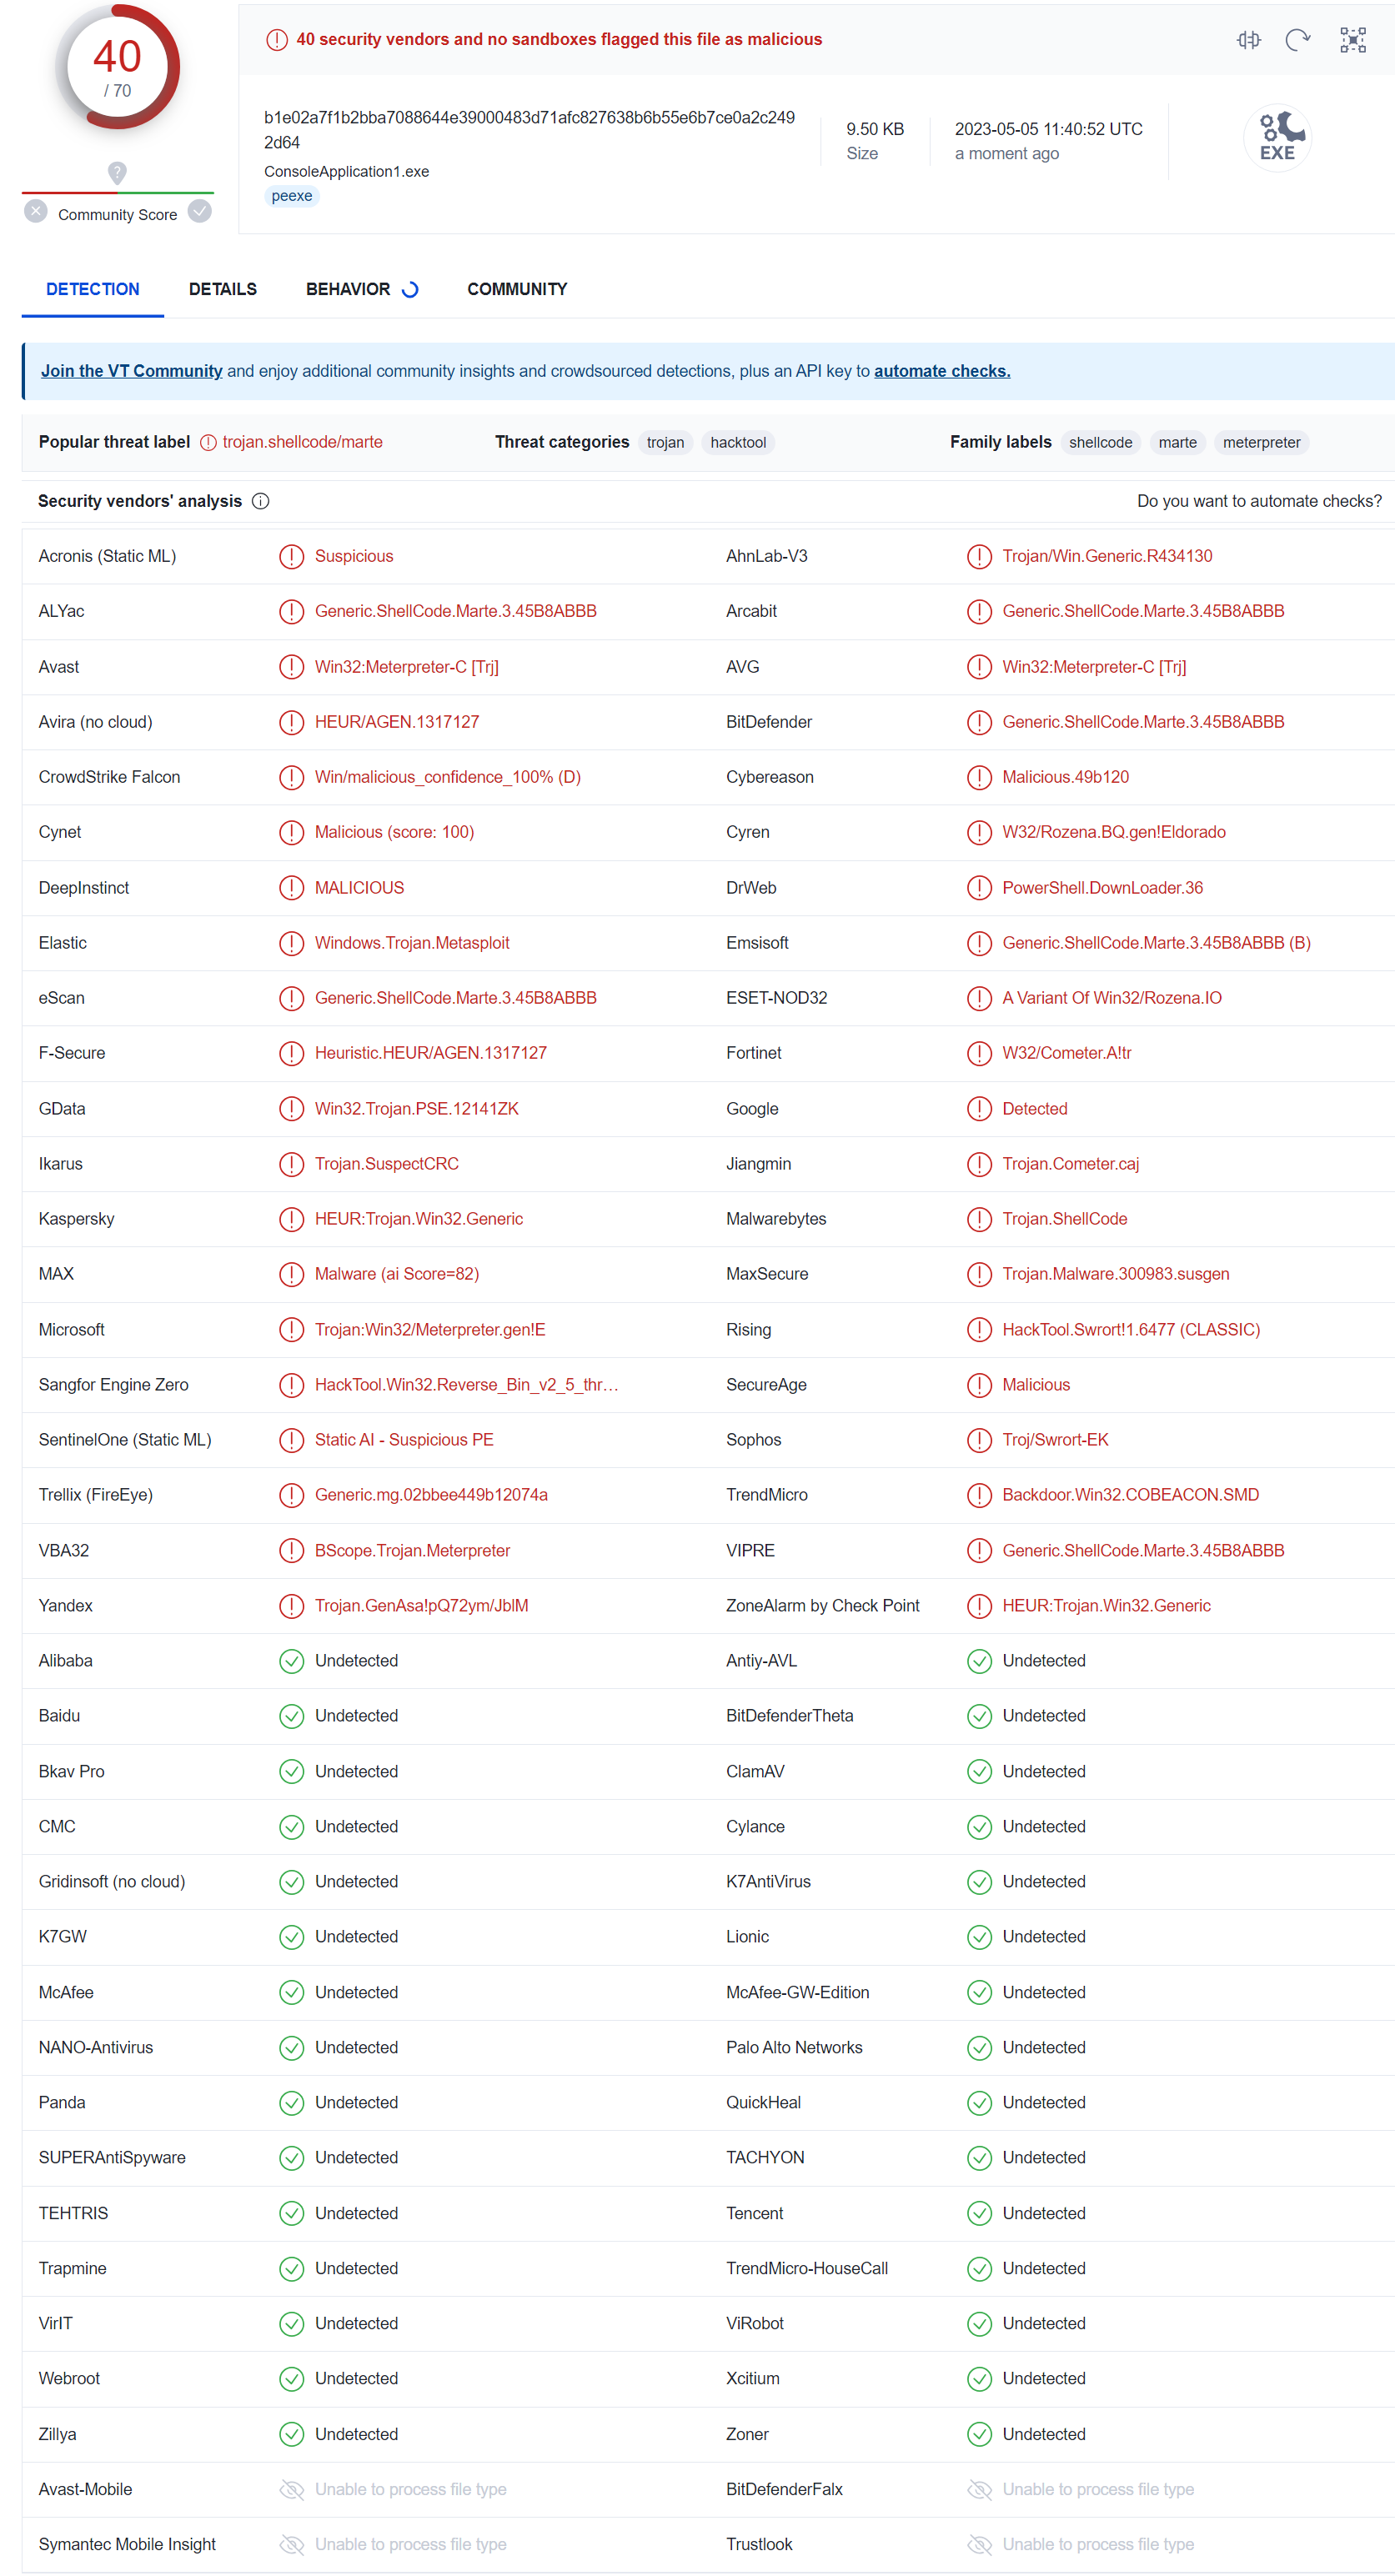 40
/ 70
?
Community Score
40 security vendors and no sandboxes flagged this file as malicious
b1e02a7f1b2bba7088644e39000483d71afc827638b6b55e6b7ce0a2c249
2d64
ConsoleApplication1.exe
peexe
9.50 KB
Size
2023-05-05 11:40:52 UTC
a moment ago
EXE
DETECTION DETAILS BEHAVIOR COMMUNITY
Join the VT Community and enjoy additional community insights and crowdsourced detections, plus an API key to automate checks.
Popular threat label trojan.shellcode/marte Threat categories trojan hacktool Family labels shellcode marte meterpreter
Security vendors' analysis Do you want to automate checks?
Acronis (Static ML) Suspicious AhnLab-V3 Trojan/Win.Generic.R434130
ALYac Generic.ShellCode.Marte.3.45B8ABBB Arcabit Generic.ShellCode.Marte.3.45B8ABBB
Avast Win32:Meterpreter-C [Trj] AVG Win32:Meterpreter-C [Trj]
Avira (no cloud) HEUR/AGEN.1317127 BitDefender Generic.ShellCode.Marte.3.45B8ABBB
CrowdStrike Falcon Win/malicious_confidence_100% (D) Cybereason Malicious.49b120
Cynet Malicious (score: 100) Cyren W32/Rozena.BQ.gen!Eldorado
DeepInstinct MALICIOUS DrWeb PowerShell.DownLoader.36
Elastic Windows.Trojan.Metasploit Emsisoft Generic.ShellCode.Marte.3.45B8ABBB (B)
eScan Generic.ShellCode.Marte.3.45B8ABBB ESET-NOD32 A Variant Of Win32/Rozena.IO
F-Secure Heuristic.HEUR/AGEN.1317127 Fortinet W32/Cometer.A!tr
GData Win32.Trojan.PSE.12141ZK Google Detected
Ikarus Trojan.SuspectCRC Jiangmin Trojan.Cometer.caj
Kaspersky HEUR:Trojan.Win32.Generic Malwarebytes Trojan.ShellCode
MAX Malware (ai Score=82) MaxSecure Trojan.Malware.300983.susgen
Microsoft Trojan:Win32/Meterpreter.gen!E Rising HackTool.Swrort!1.6477 (CLASSIC)
Sangfor Engine Zero HackTool.Win32.Reverse_Bin_v2_5_thr… SecureAge Malicious
SentinelOne (Static ML) Static AI - Suspicious PE Sophos Troj/Swrort-EK
Trellix (FireEye) Generic.mg.02bbee449b12074a TrendMicro Backdoor.Win32.COBEACON.SMD
VBA32 BScope.Trojan.Meterpreter VIPRE Generic.ShellCode.Marte.3.45B8ABBB
Yandex Trojan.GenAsa!pQ72ym/JblM ZoneAlarm by Check Point HEUR:Trojan.Win32.Generic
Alibaba Undetected Antiy-AVL Undetected
Baidu Undetected BitDefenderTheta Undetected
Bkav Pro Undetected ClamAV Undetected
CMC Undetected Cylance Undetected
Gridinsoft (no cloud) Undetected K7AntiVirus Undetected
K7GW Undetected Lionic Undetected
McAfee Undetected McAfee-GW-Edition Undetected
NANO-Antivirus Undetected Palo Alto Networks Undetected
Panda Undetected QuickHeal Undetected
SUPERAntiSpyware Undetected TACHYON Undetected
TEHTRIS Undetected Tencent Undetected
Trapmine Undetected TrendMicro-HouseCall Undetected
VirIT Undetected ViRobot Undetected
Webroot Undetected Xcitium Undetected
Zillya Undetected Zoner Undetected
Avast-Mobile Unable to process file type BitDefenderFalx Unable to process file type
Symantec Mobile Insight Unable to process file type Trustlook Unable to process file type